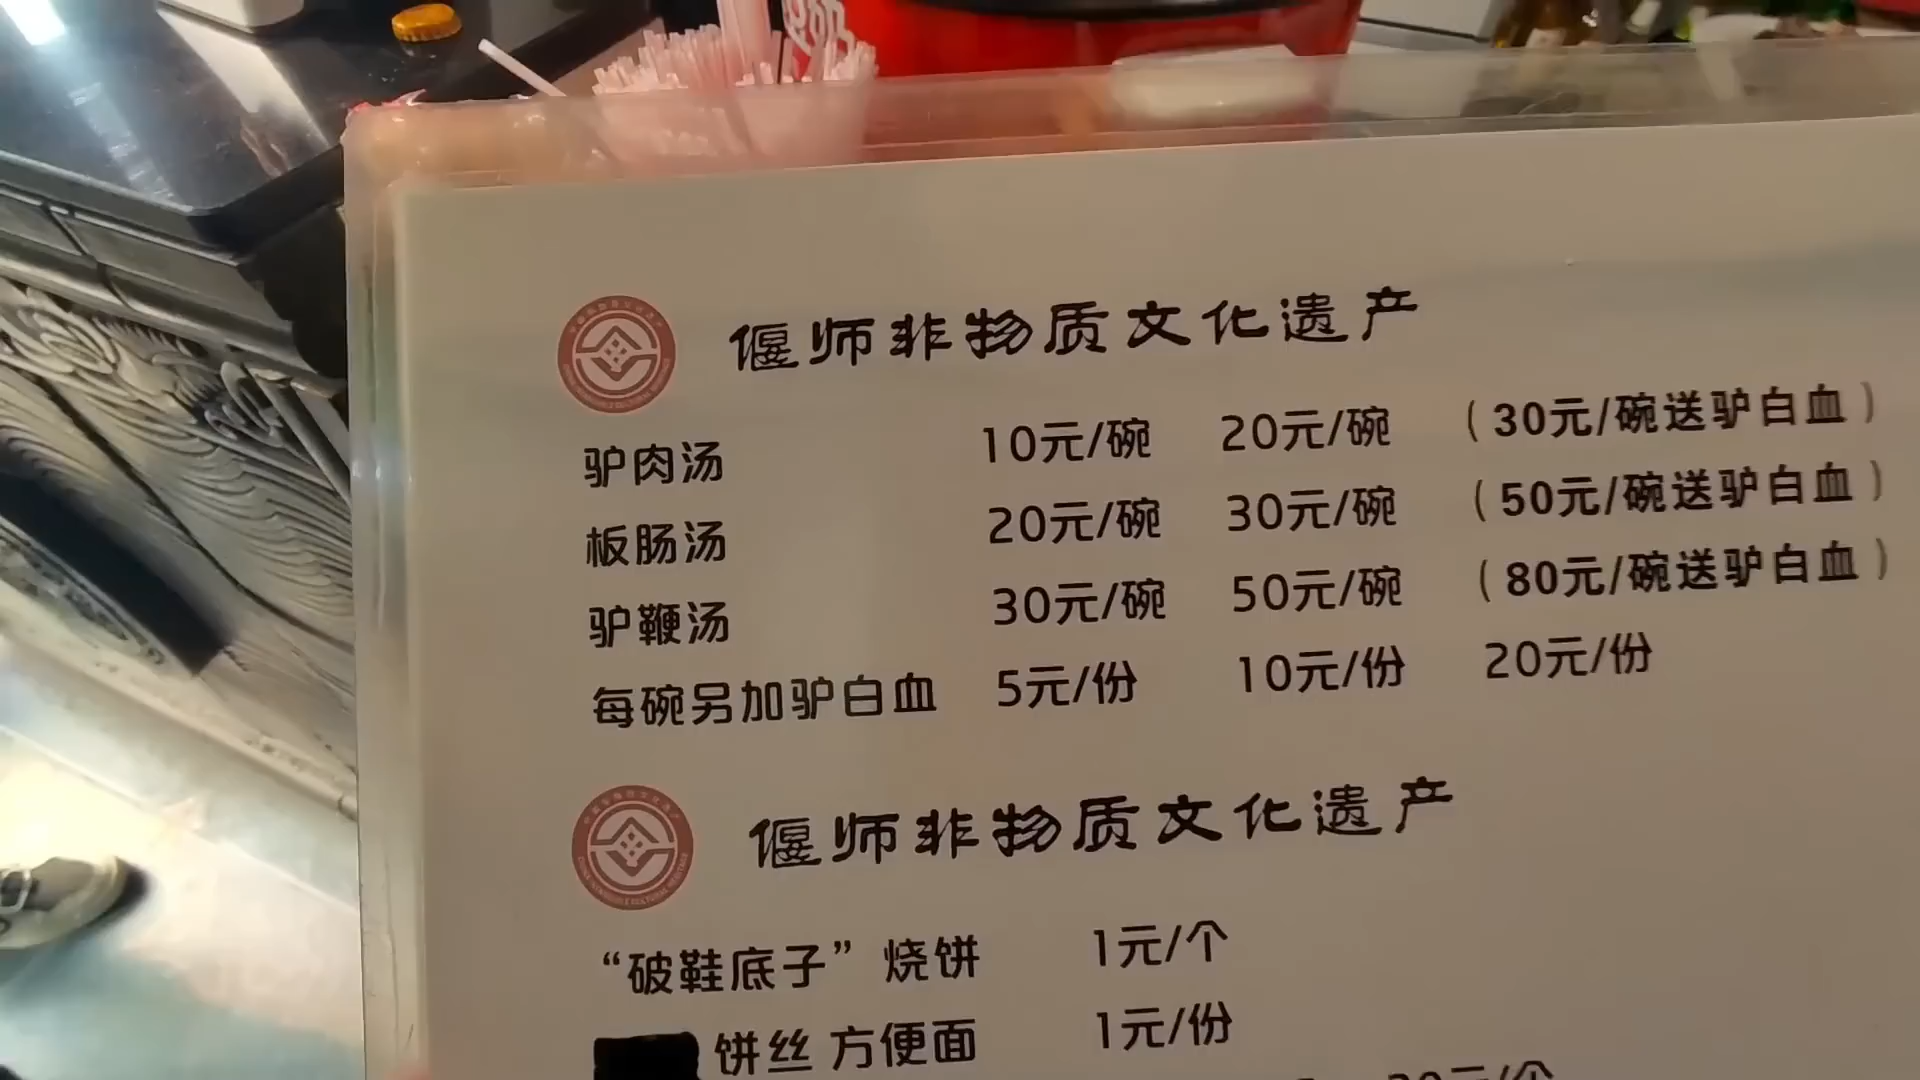 偃师非物质文化遗产
驴肉汤 10元/碗 20元/碗 (30元/碗送驴白血)
板肠汤 20元/碗 30元/碗 (50元/碗送驴白血)
驴鞭汤 30元/碗 50元/碗 (80元/碗送驴白血)
每碗另加驴白血 5元/份 10元/份 20元/份
偃师非物质文化遗产
“破鞋底子”烧饼 1元/个
饼丝 方便面 1元/份